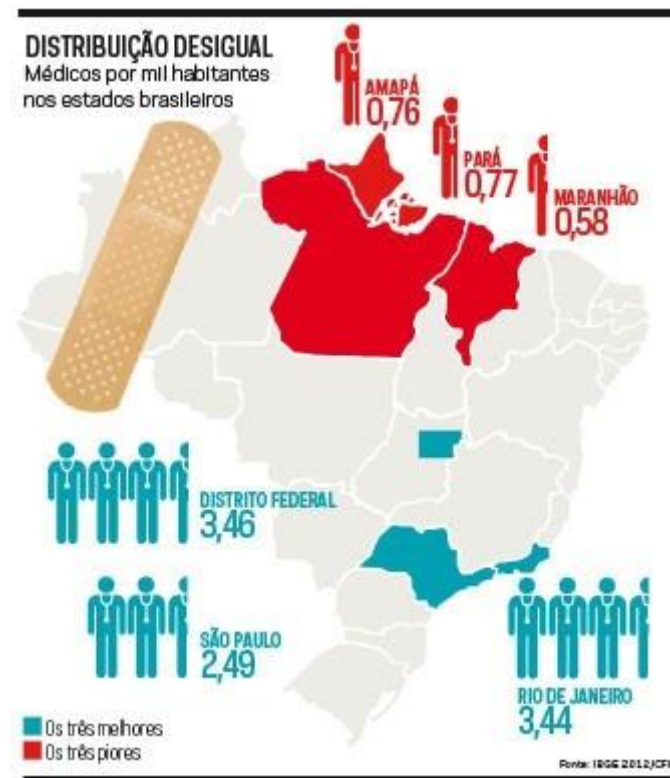 DISTRIBUIÇÃO DESIGUAL
Médicos por mil habitantes
nos estados brasileiros
AMAPÁ
0,76
PARÁ
0,77
MARANHÃO
0,58
DISTRITO FEDERAL
3,46
SÃO PAULO
2,49
RIO DE JANEIRO
3,44
Os três melhores
Os três piores
Fonte: IBGE 2012/CF